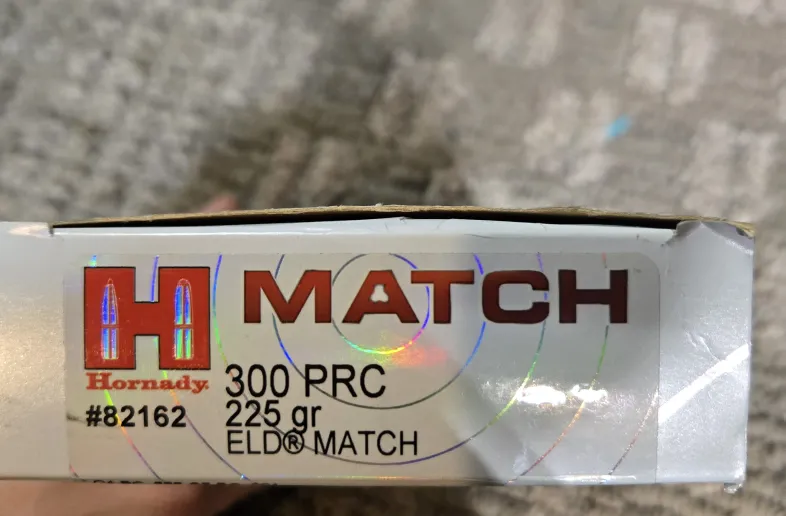 H MATCH
Hornady.
300 PRC
#82162
225 gr
ELD® MATCH